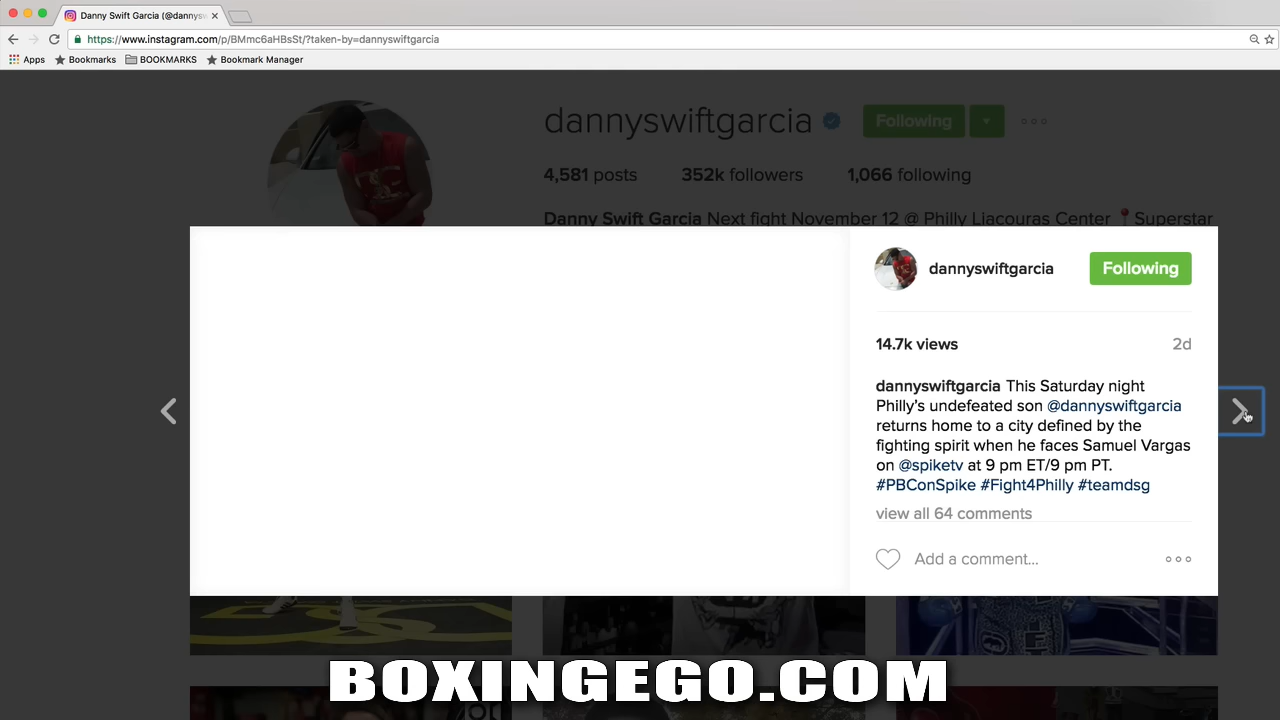 Danny Swift Garcia (@dannysw
https://www.instagram.com/p/BMmc6aHBsSt/?taken-by=dannyswiftgarcia
Apps Bookmarks BOOKMARKS Bookmark Manager
dannyswiftgarcia Following
4,581 posts 352k followers 1,066 following
Danny Swift Garcia Next fight November 12 @ Philly Liacouras Center 📍Superstar
dannyswiftgarcia Following
14.7k views 2d
dannyswiftgarcia This Saturday night
Philly's undefeated son @dannyswiftgarcia
returns home to a city defined by the
fighting spirit when he faces Samuel Vargas
on @spiketv at 9 pm ET/9 pm PT.
#PBConSpike #Fight4Philly #teamdsg
view all 64 comments
Add a comment...
BOXINGEGO.COM